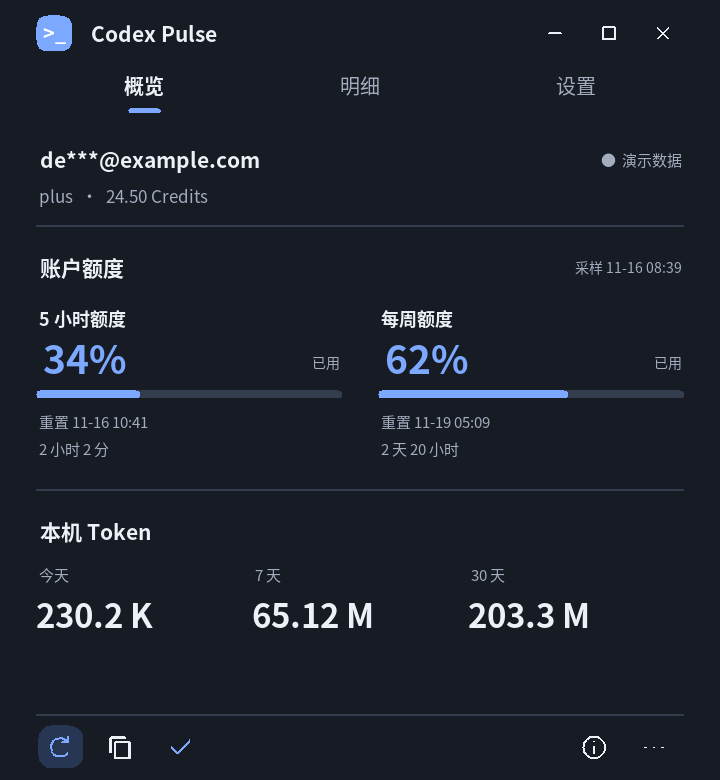 >_ Codex Pulse
概览 明细 设置
de***@example.com 演示数据
plus · 24.50 Credits
账户额度 采样 11-16 08:39
5 小时额度 每周额度
34% 已用 62% 已用
重置 11-16 10:41 重置 11-19 05:09
2 小时 2 分 2 天 20 小时
本机 Token
今天 7 天 30 天
230.2 K 65.12 M 203.3 M